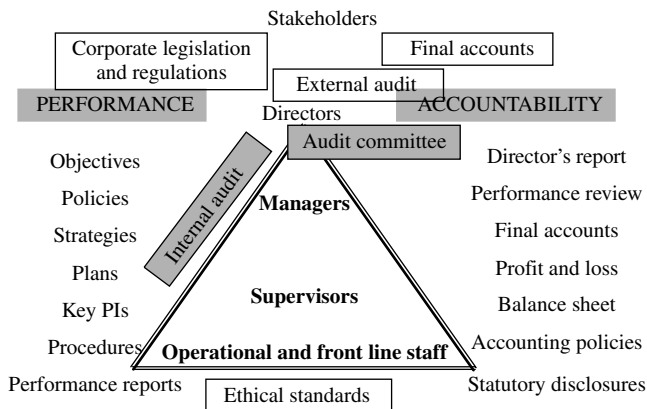 Stakeholders
Corporate legislation
and regulations
Final accounts
External audit
PERFORMANCE
ACCOUNTABILITY
Directors
Audit committee
Internal audit
Objectives
Policies
Strategies
Plans
Key PIs
Procedures
Performance reports
Managers
Supervisors
Operational and front line staff
Ethical standards
Director’s report
Performance review
Final accounts
Profit and loss
Balance sheet
Accounting policies
Statutory disclosures